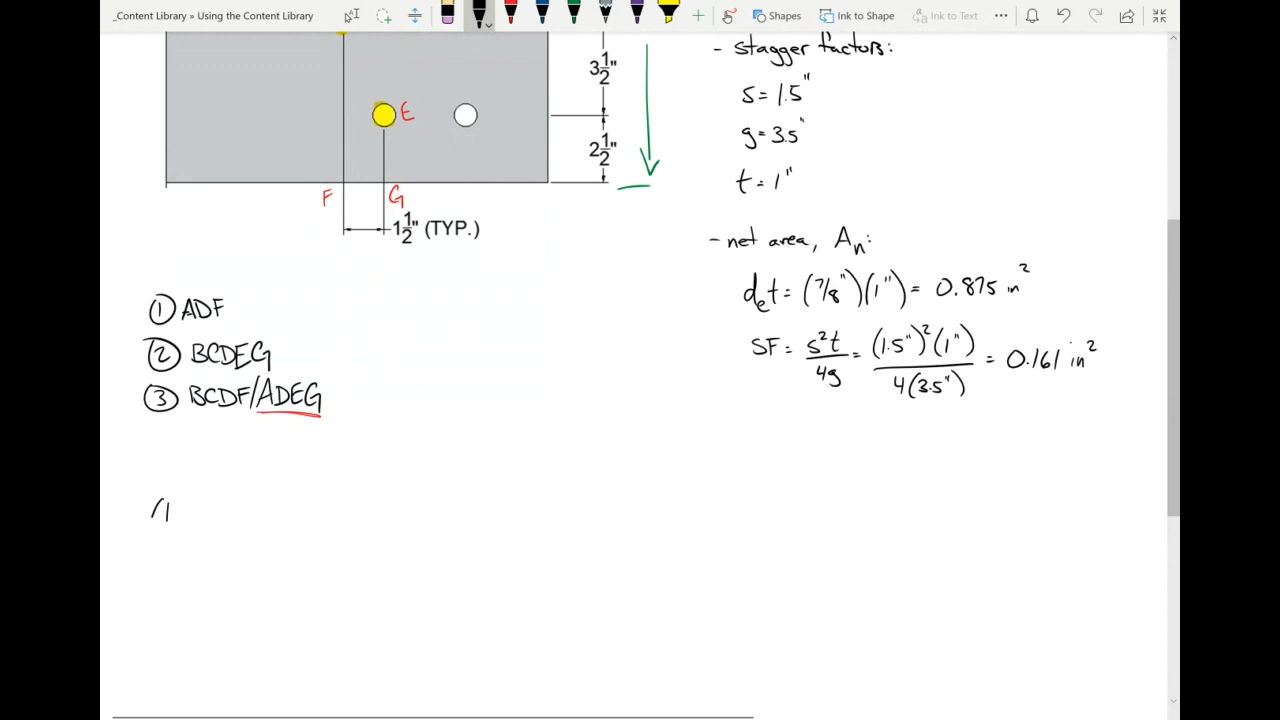 _Content Library » Using the Content Library
Shapes
Ink to Shape
Ink to Text
3 1/2"
E
2 1/2"
F
G
1 1/2" (TYP.)
① ADF
② BCDEG
③ BCDF/ADEG
(1
- stagger factors:
s = 1.5"
g = 3.5"
t = 1"
- net area, An:
det = (7/8")(1") = 0.875 in²
SF = s²t/4g = (1.5")²(1")/4(3.5") = 0.161 in²